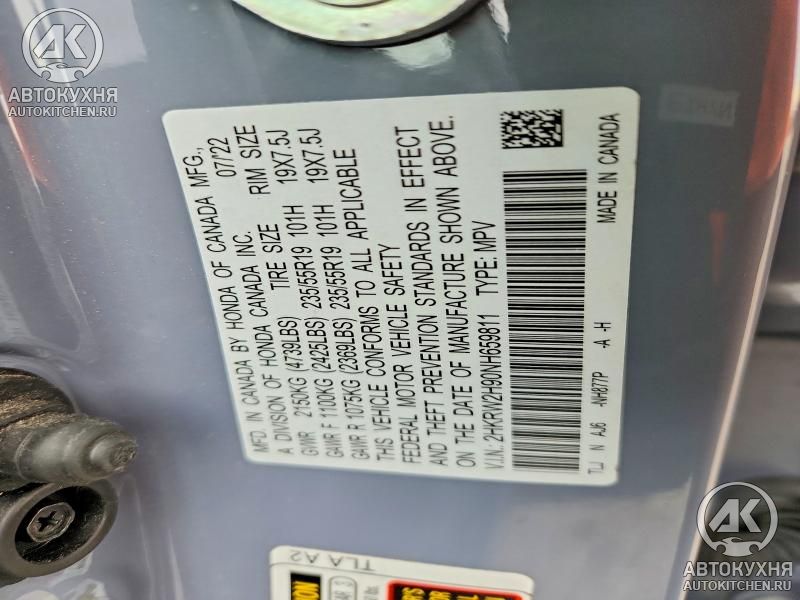 АВТОКУХНЯ
AUTOKITCHEN.RU
MFD. IN CANADA BY HONDA OF CANADA MFG.,
A DIVISION OF HONDA CANADA INC. 07/'22
TIRE SIZE RIM SIZE
GWR 2150KG (4739LBS)
GAWR F 1100KG (2425LBS) 235/55R19 101H 19X7.5J
GAWR R 1075KG (2369LBS) 235/55R19 101H 19X7.5J
THIS VEHICLE CONFORMS TO ALL APPLICABLE
FEDERAL MOTOR VEHICLE SAFETY
AND THEFT PREVENTION STANDARDS IN EFFECT
ON THE DATE OF MANUFACTURE SHOWN ABOVE.
V.I.N.: 2HKRW2H90NH659811 TYPE: MPV
TLJ N AJ6 -NH877P -A -H MADE IN CANADA
TLA A2
АВТОКУХНЯ
AUTOKITCHEN.RU